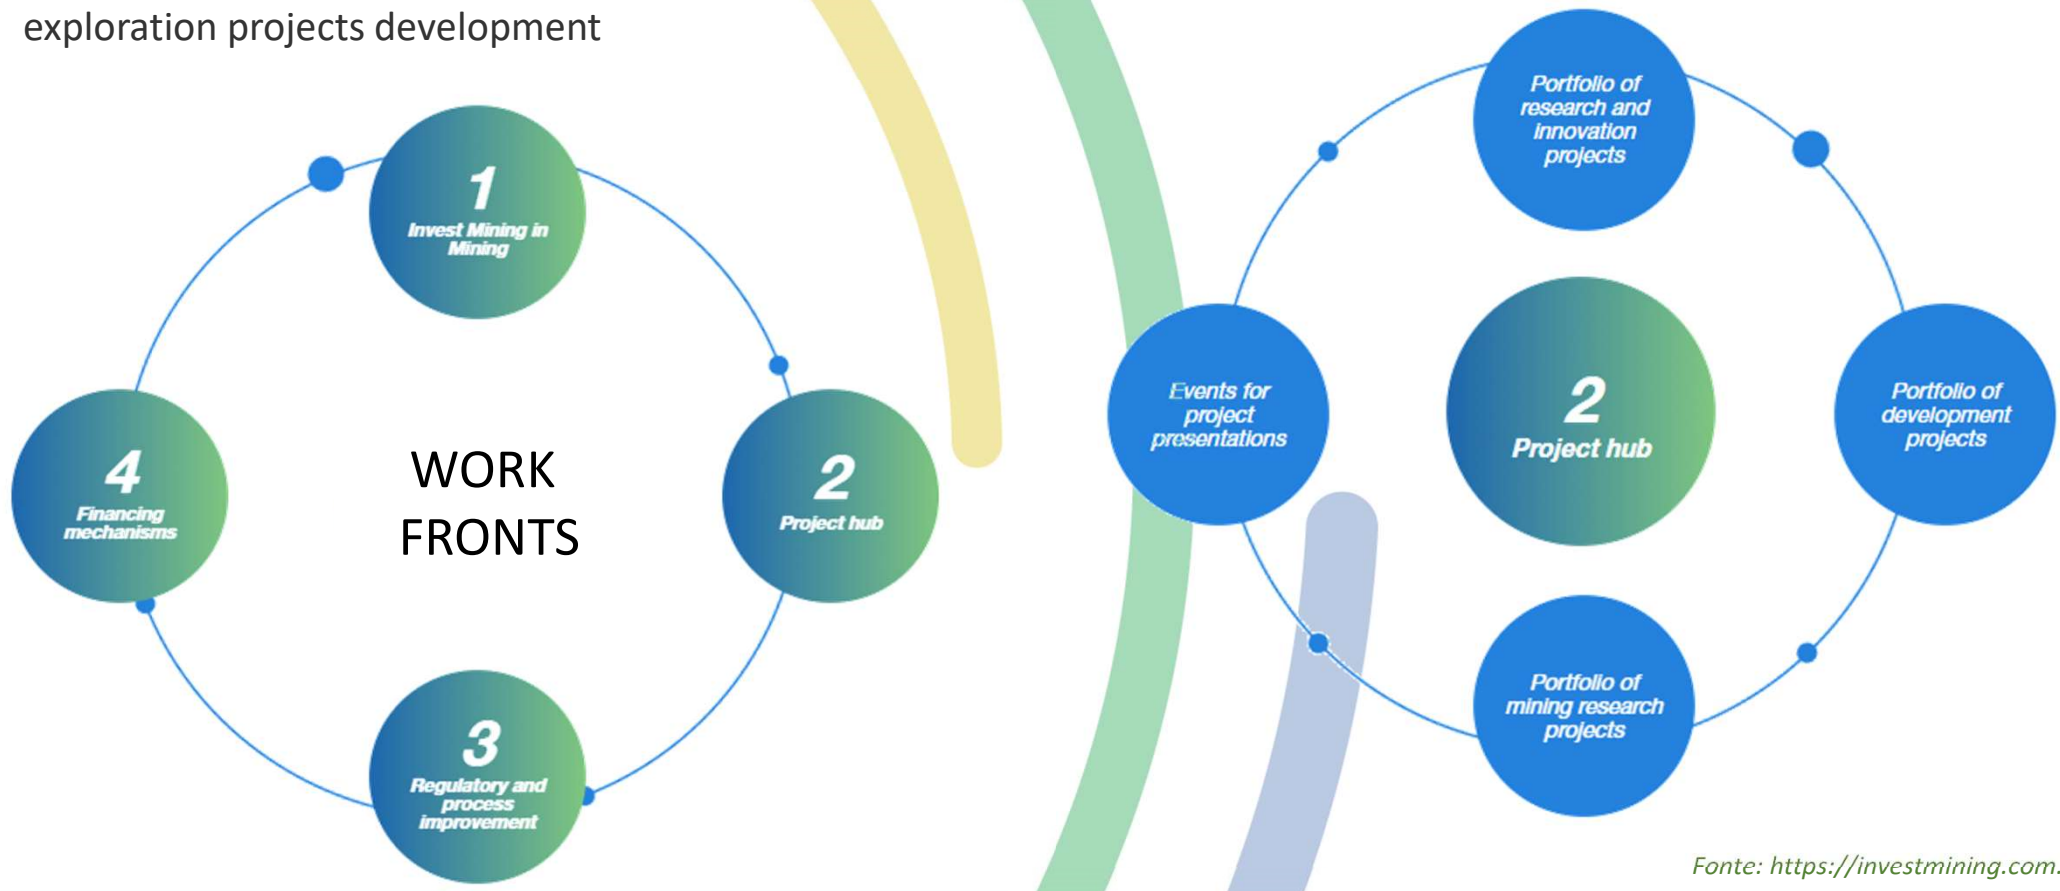 exploration projects development
1
Invest Mining in
Mining
2
Project hub
3
Regulatory and
process
improvement
4
Financing
mechanisms
WORK
FRONTS
Portfolio of
research and
innovation
projects
Events for
project
presentations
2
Project hub
Portfolio of
development
projects
Portfolio of
mining research
projects
Fonte: https://investmining.com.